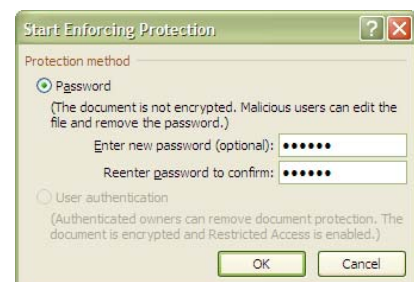 Start Enforcing Protection
Protection method
Password
(The document is not encrypted. Malicious users can edit the
file and remove the password.)
Enter new password (optional): ●●●●●●
Reenter password to confirm: ●●●●●●
User authentication
(Authenticated owners can remove document protection. The
document is encrypted and Restricted Access is enabled.)
OK Cancel